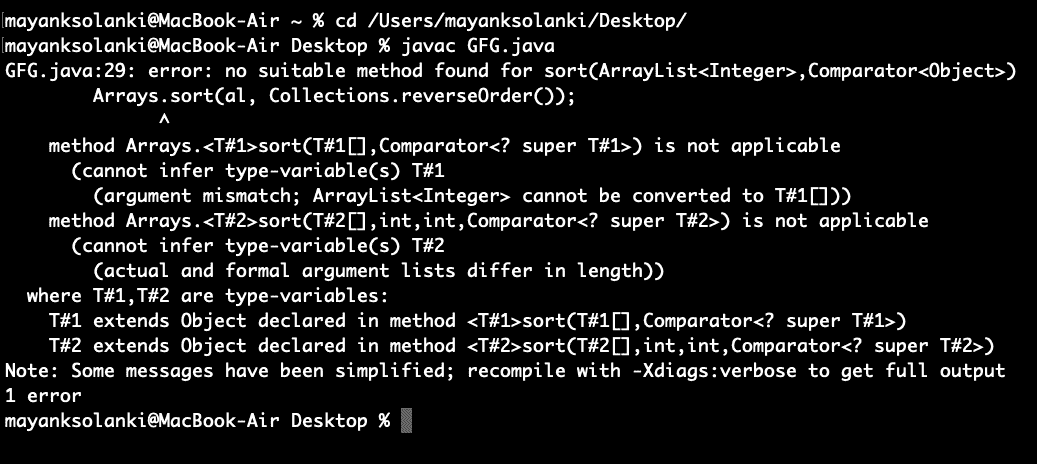 [mayanksolanki@MacBook-Air ~ % cd /Users/mayanksolanki/Desktop/
[mayanksolanki@MacBook-Air Desktop % javac GFG.java
GFG.java:29: error: no suitable method found for sort(ArrayList<Integer>,Comparator<Object>)
        Arrays.sort(al, Collections.reverseOrder());
              ^
    method Arrays.<T#1>sort(T#1[],Comparator<? super T#1>) is not applicable
      (cannot infer type-variable(s) T#1
        (argument mismatch; ArrayList<Integer> cannot be converted to T#1[]))
    method Arrays.<T#2>sort(T#2[],int,int,Comparator<? super T#2>) is not applicable
      (cannot infer type-variable(s) T#2
        (actual and formal argument lists differ in length))
  where T#1,T#2 are type-variables:
    T#1 extends Object declared in method <T#1>sort(T#1[],Comparator<? super T#1>)
    T#2 extends Object declared in method <T#2>sort(T#2[],int,int,Comparator<? super T#2>)
Note: Some messages have been simplified; recompile with -Xdiags:verbose to get full output
1 error
mayanksolanki@MacBook-Air Desktop %